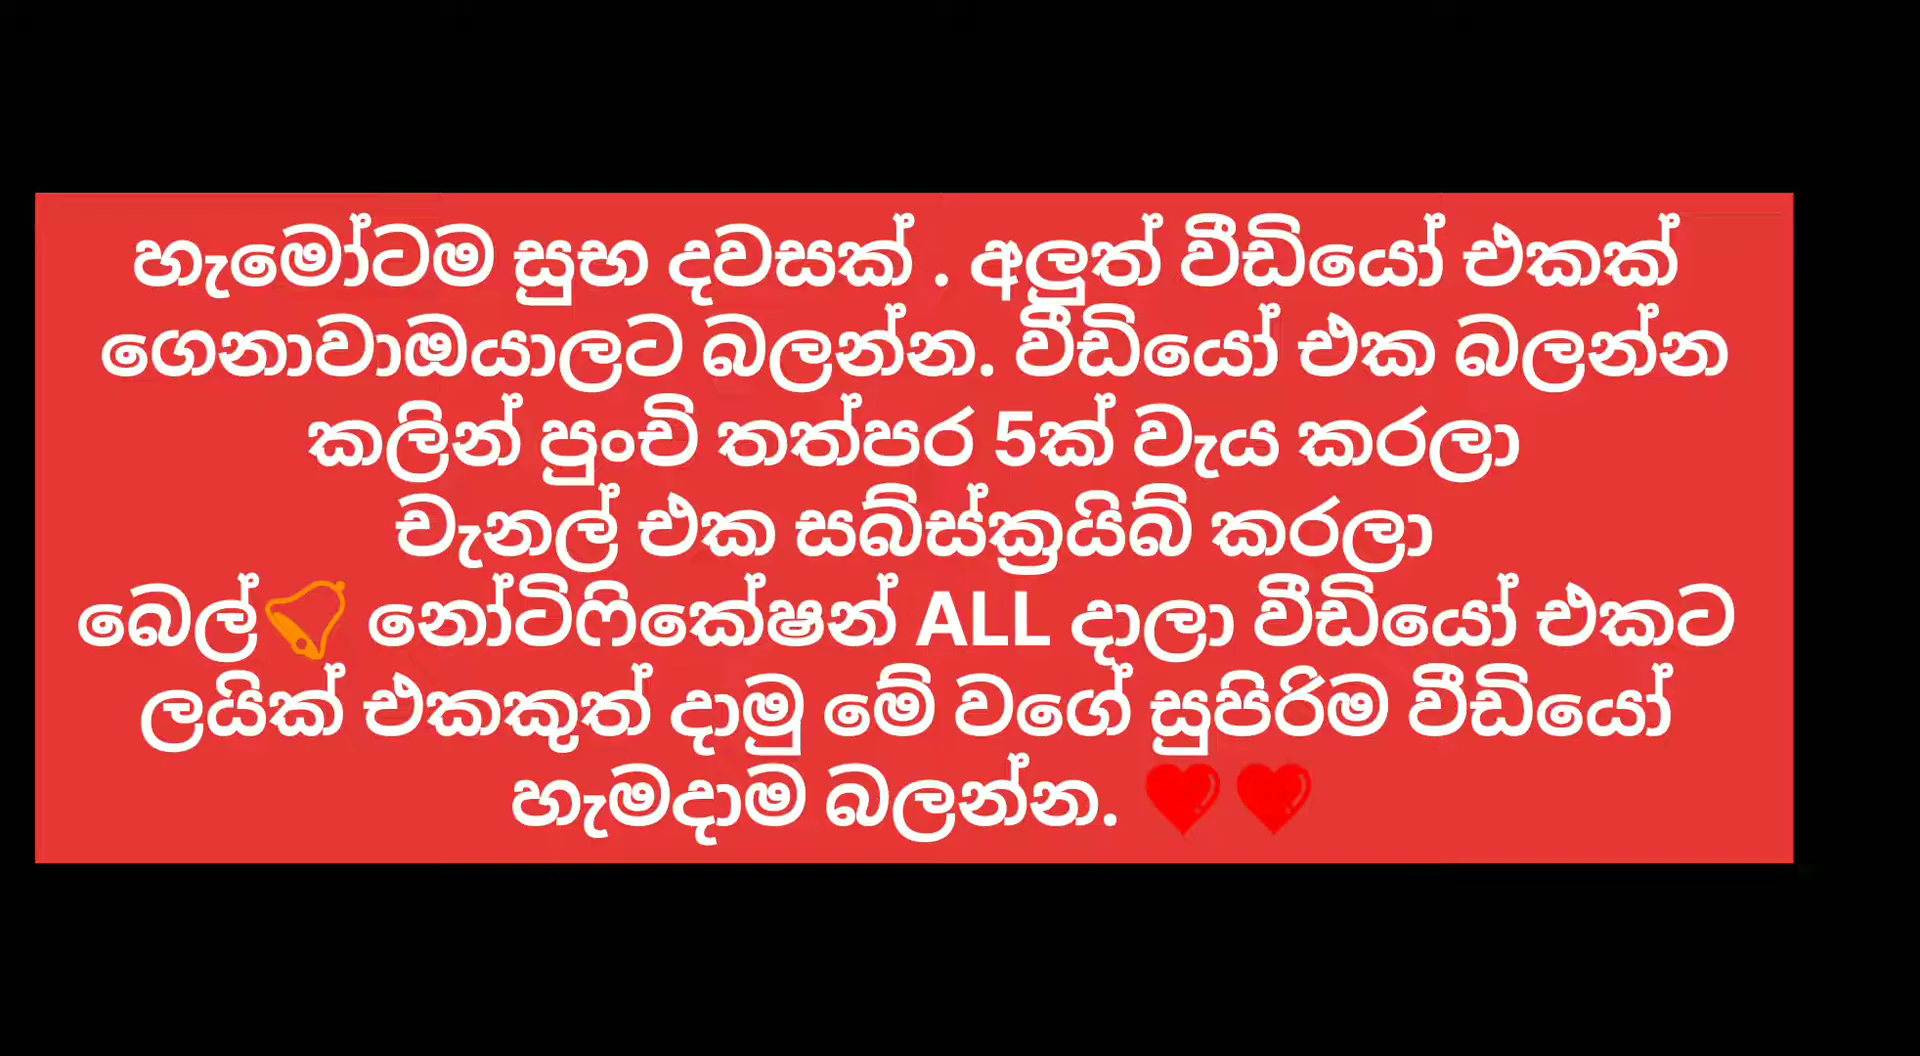 හැමෝටම සුභ දවසක් . අලුත් වීඩියෝ එකක්
ගෙනාවාඔයාලට බලන්න. වීඩියෝ එක බලන්න
කලින් පුංචි තත්පර 5ක් වැය කරලා
චැනල් එක සබ්ස්ක්‍රයිබ් කරලා
බෙල්🔔 නෝටිෆිකේෂන් ALL දාලා වීඩියෝ එකට
ලයික් එකකුත් දාමු මේ වගේ සුපිරිම වීඩියෝ
හැමදාම බලන්න. ❤️ ❤️